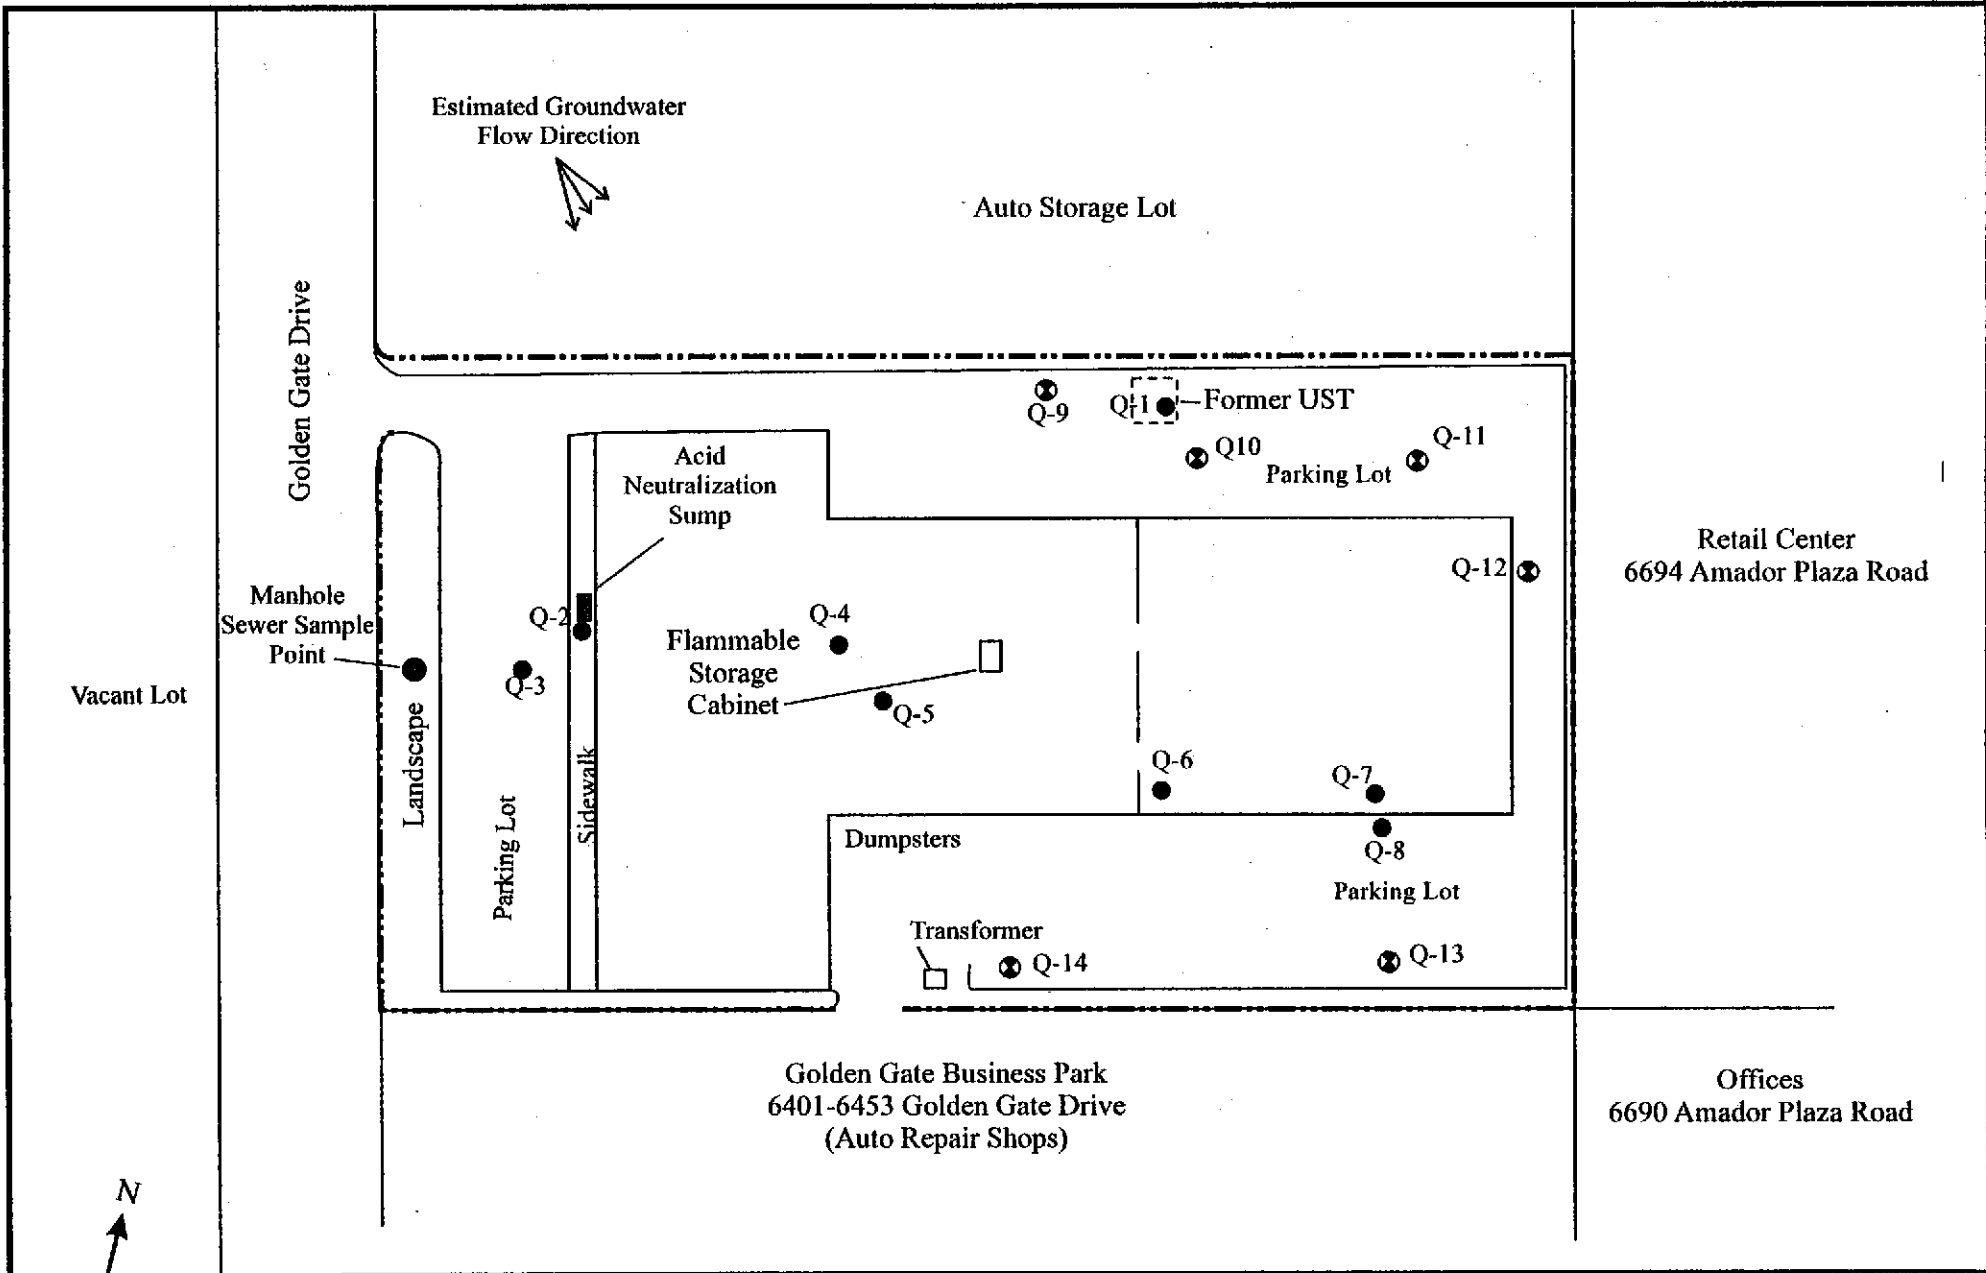 Estimated Groundwater
Flow Direction
Auto Storage Lot
Golden Gate Drive
Q-9
Q-1
Former UST
Q10
Q-11
Parking Lot
Acid
Neutralization
Sump
Retail Center
6694 Amador Plaza Road
Q-12
Manhole
Sewer Sample
Point
Q-2
Q-4
Flammable
Storage
Cabinet
Q-3
Q-5
Vacant Lot
Landscape
Parking Lot
Sidewalk
Q-6
Q-7
Dumpsters
Q-8
Parking Lot
Transformer
Q-14
Q-13
Golden Gate Business Park
6401-6453 Golden Gate Drive
(Auto Repair Shops)
Offices
6690 Amador Plaza Road
N